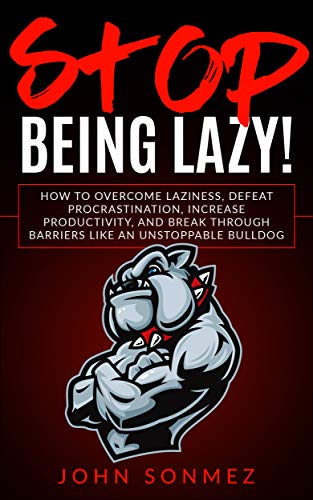 STOP
BEING LAZY!
HOW TO OVERCOME LAZINESS, DEFEAT
PROCRASTINATION, INCREASE
PRODUCTIVITY, AND BREAK THROUGH
BARRIERS LIKE AN UNSTOPPABLE BULLDOG
JOHN SONMEZ